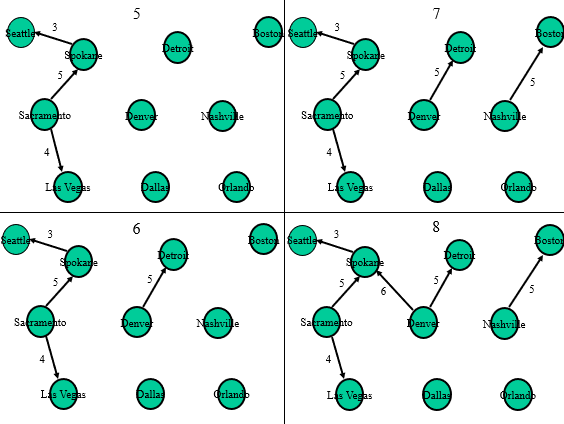 5
Seattle
3
Spokane
Detroit
Boston
5
Sacramento
Denver
Nashville
4
Las Vegas
Dallas
Orlando
7
Seattle
3
Spokane
Detroit
Boston
5
5
5
Sacramento
Denver
Nashville
4
Las Vegas
Dallas
Orlando
6
Seattle
3
Spokane
Detroit
Boston
5
5
Sacramento
Denver
Nashville
4
Las Vegas
Dallas
Orlando
8
Seattle
3
Spokane
Detroit
Boston
5
6
5
5
Sacramento
Denver
Nashville
4
Las Vegas
Dallas
Orlando